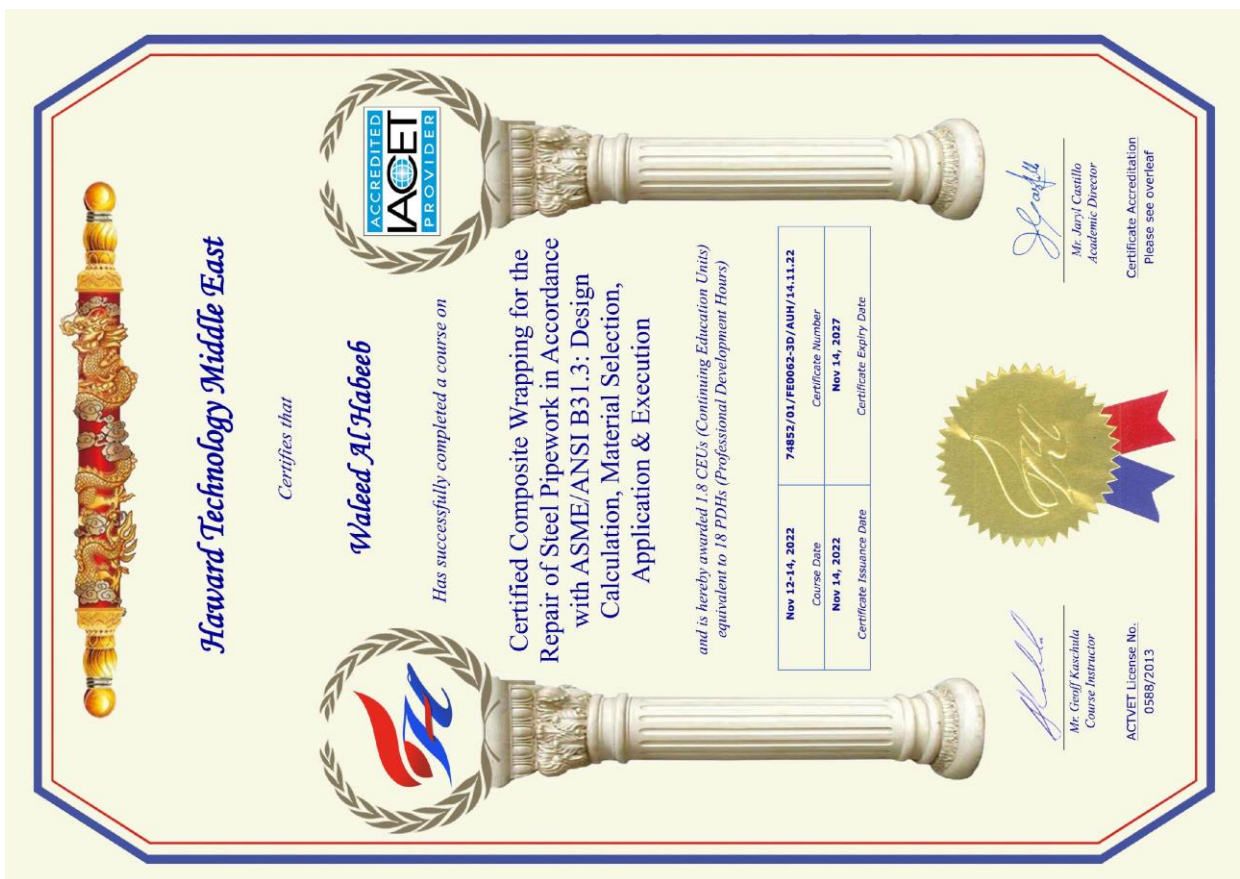 Haward Technology Middle East
Certifies that
Waleed Al Habeeb
Has successfully completed a course on
ACCREDITED
IACET
PROVIDER
Certified Composite Wrapping for the
Repair of Steel Pipework in Accordance
with ASME/ANSI B31.3: Design
Calculation, Material Selection,
Application & Execution
and is hereby awarded 1.8 CEUs (Continuing Education Units)
equivalent to 18 PDHs (Professional Development Hours)
Nov 12-14, 2022
74852/01/FE0062-3D/AUH/14.11.22
Course Date
Certificate Number
Nov 14, 2022
Nov 14, 2027
Certificate Issuance Date
Certificate Expiry Date
Mr. Geoff Kaschula
Course Instructor
Mr. Jaryl Castillo
Academic Director
ACTVET License No.
0588/2013
Certificate Accreditation
Please see overleaf